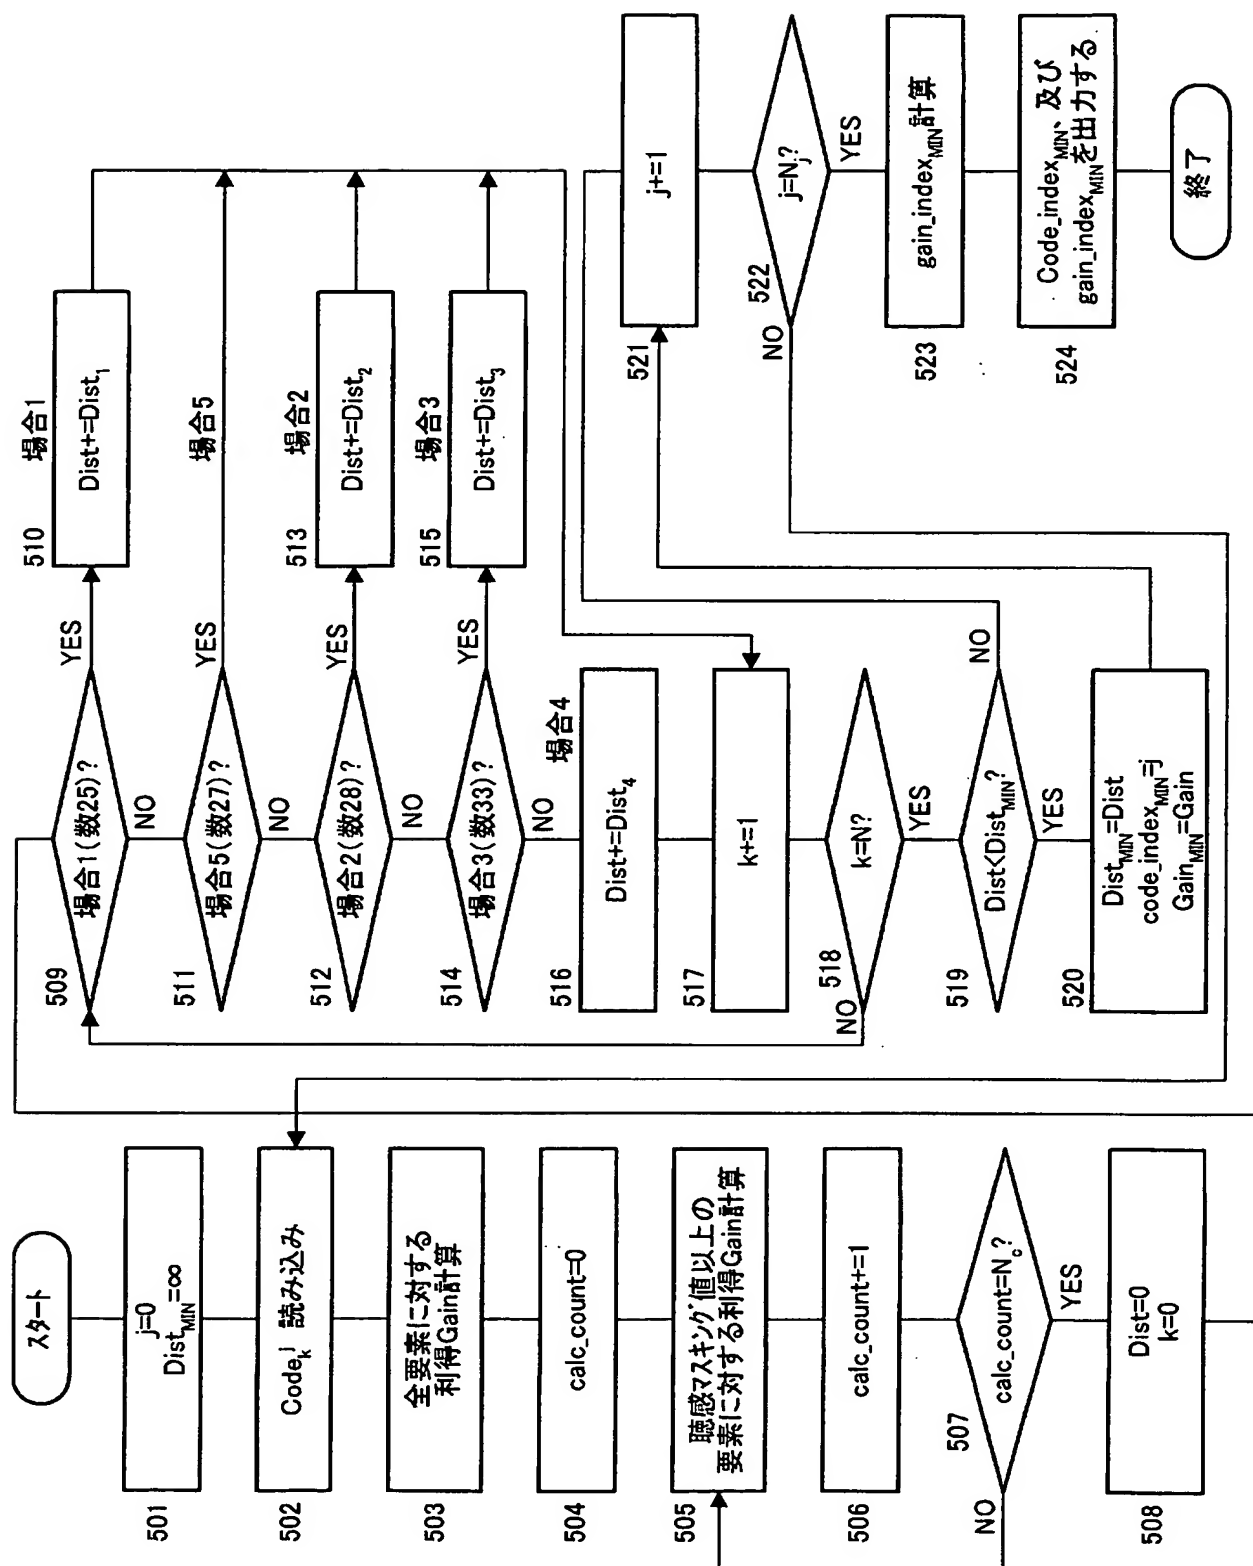 スタート
501
j=0
Dist_MIN=∞
502
Code_k^j 読み込み
503
全要素に対する
利得Gain計算
504
calc_count=0
505
聴感マスキング値以上の
要素に対する利得Gain計算
506
calc_count+=1
507
calc_count=N_c?
NO
YES
508
Dist=0
k=0
509
場合1(数25)?
YES
NO
510
場合1
Dist+=Dist_1
511
場合5(数27)?
YES
場合5
NO
512
場合2(数28)?
YES
NO
513
場合2
Dist+=Dist_2
514
場合3(数33)?
YES
NO
515
場合3
Dist+=Dist_3
516
場合4
Dist+=Dist_4
517
k+=1
518
k=N?
NO
YES
519
Dist<Dist_MIN?
NO
YES
520
Dist_MIN=Dist
code_index_MIN=j
Gain_MIN=Gain
521
j+=1
522
j=N_j?
NO
YES
523
gain_index_MIN計算
524
Code_index_MIN、及び
gain_index_MINを出力する
終了